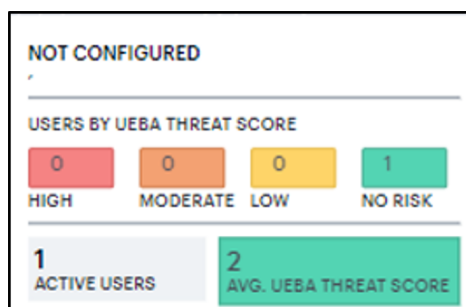 NOT CONFIGURED
USERS BY UEBA THREAT SCORE
0 0 0 1
HIGH MODERATE LOW NO RISK
1 2
ACTIVE USERS AVG. UEBA THREAT SCORE